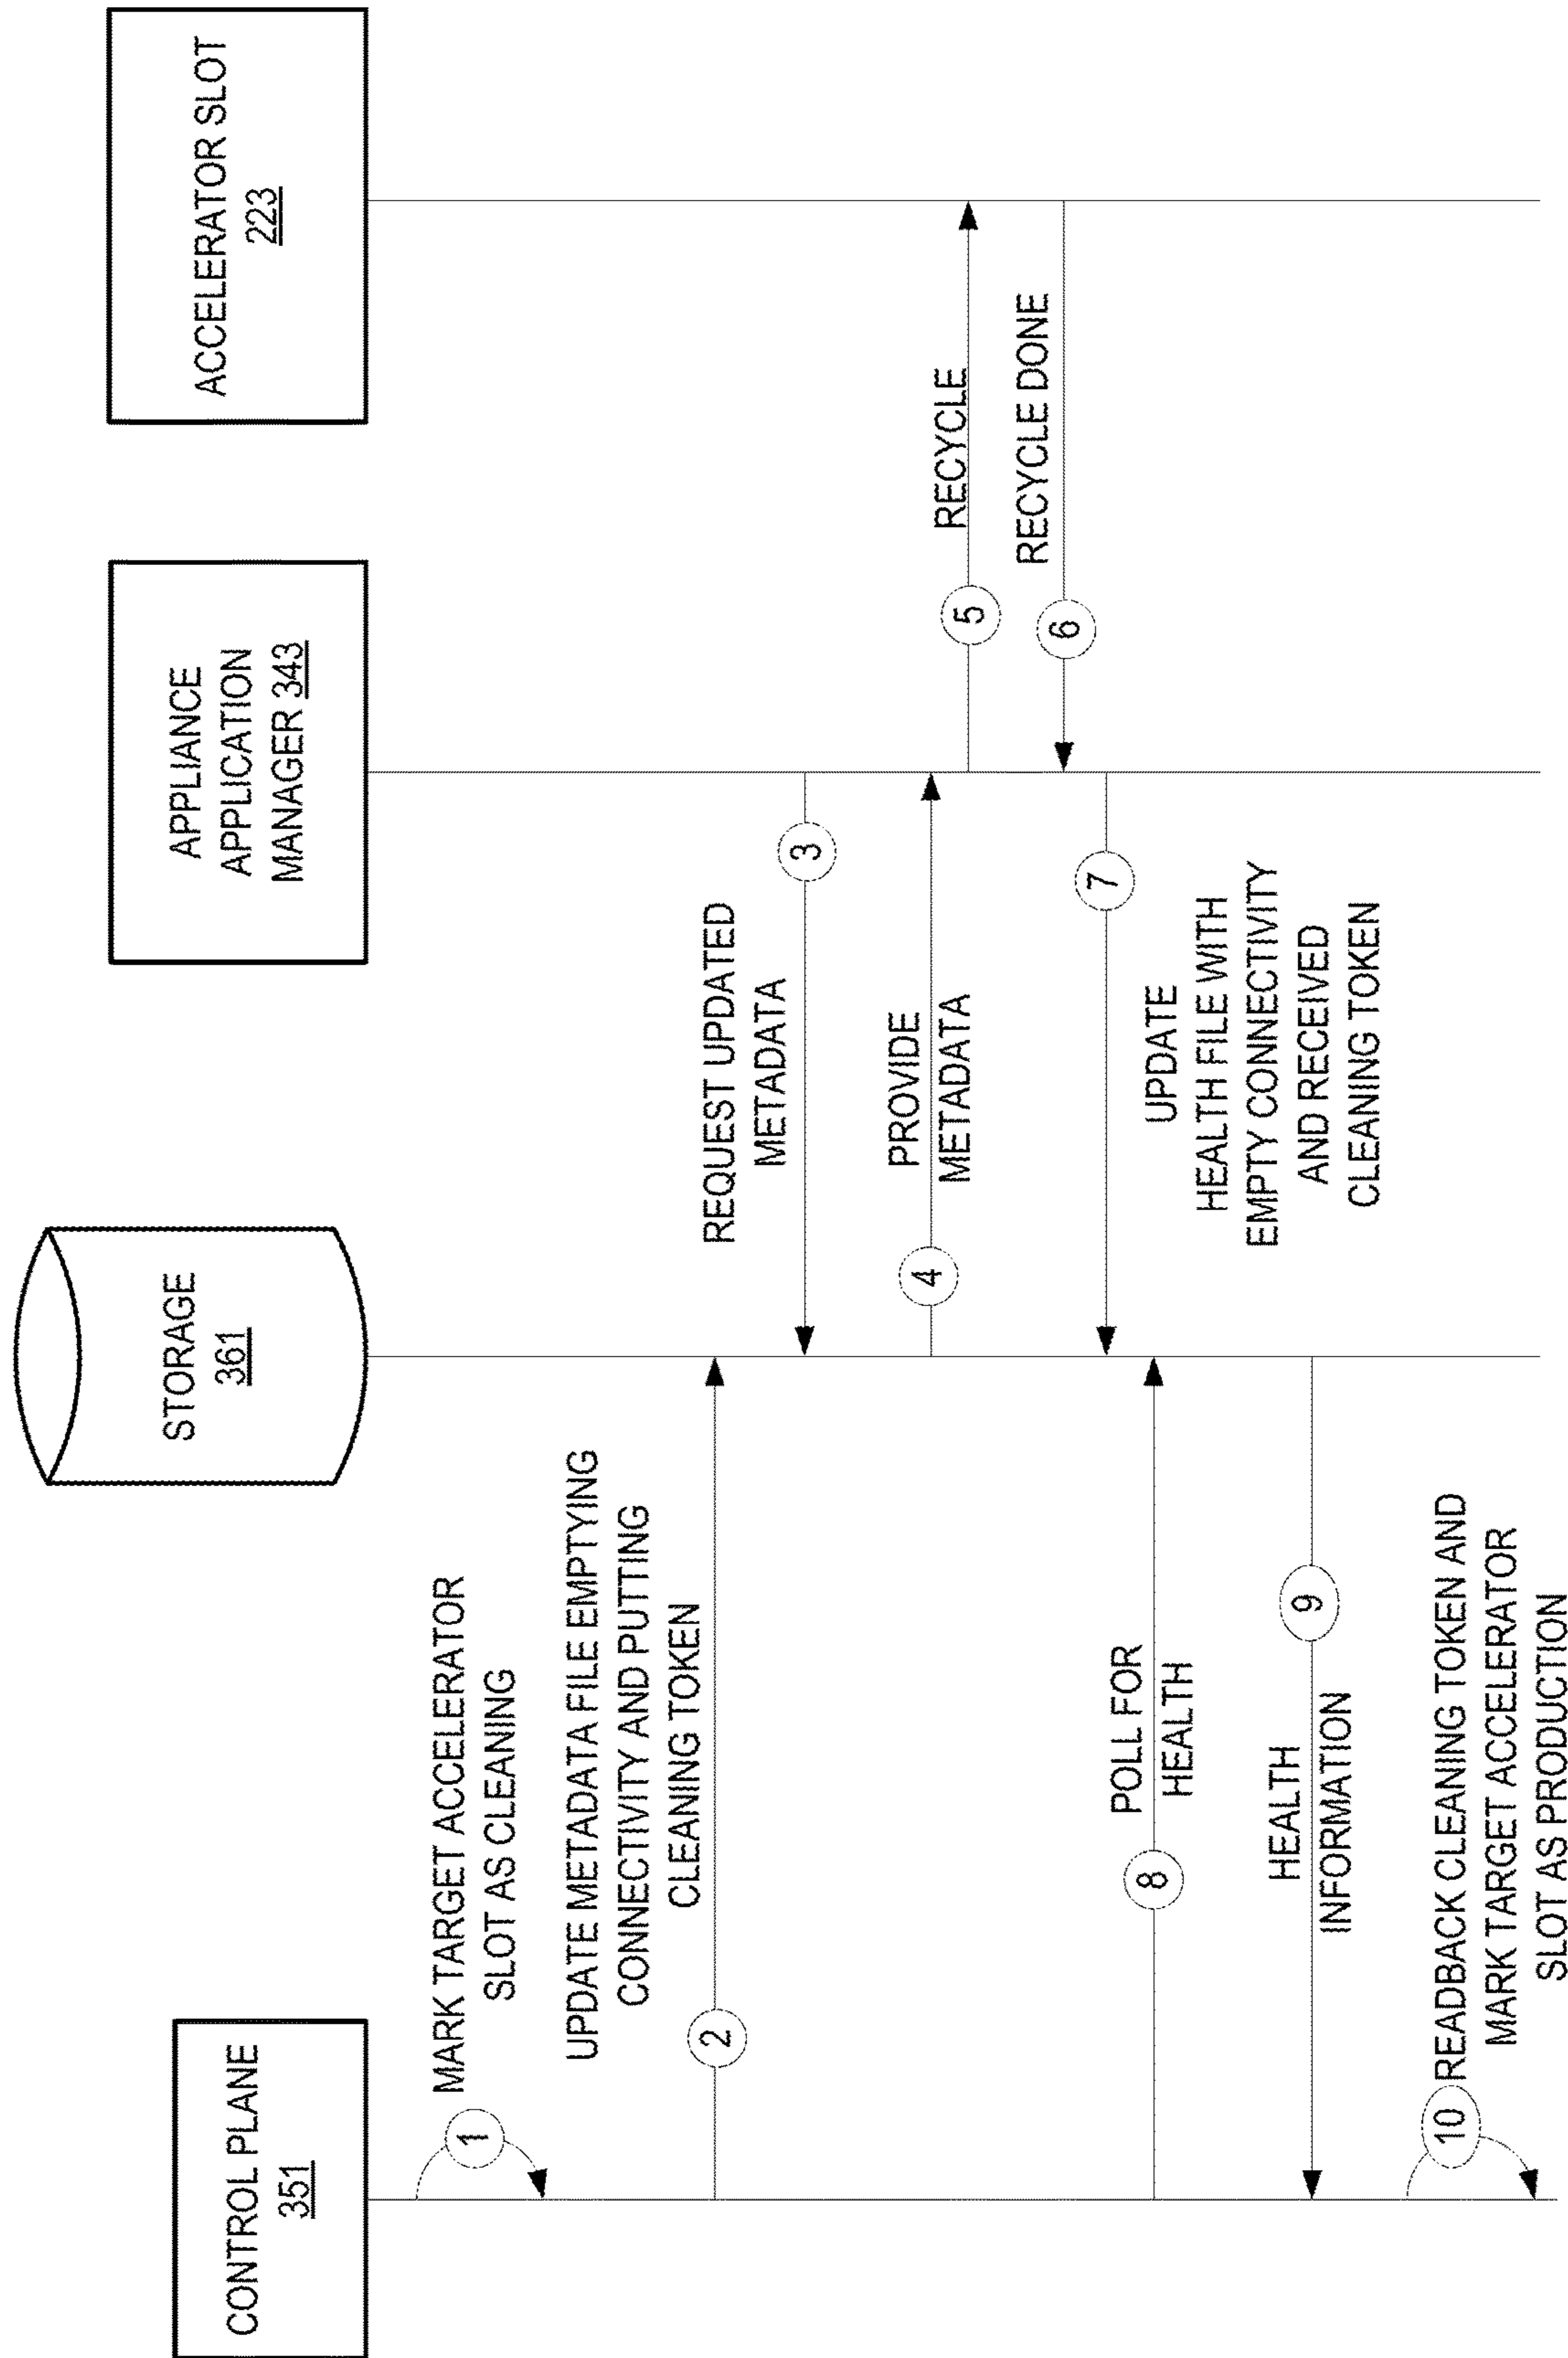 CONTROL PLANE
351
STORAGE
361
APPLIANCE
APPLICATION
MANAGER 343
ACCELERATOR SLOT
223
1
MARK TARGET ACCELERATOR
SLOT AS CLEANING
UPDATE METADATA FILE EMPTYING
CONNECTIVITY AND PUTTING
CLEANING TOKEN
2
REQUEST UPDATED
METADATA
3
PROVIDE
METADATA
4
RECYCLE
5
RECYCLE DONE
6
7
UPDATE
HEALTH FILE WITH
EMPTY CONNECTIVITY
AND RECEIVED
CLEANING TOKEN
POLL FOR
HEALTH
8
HEALTH
INFORMATION
9
10 READBACK CLEANING TOKEN AND
MARK TARGET ACCELERATOR
SLOT AS PRODUCTION